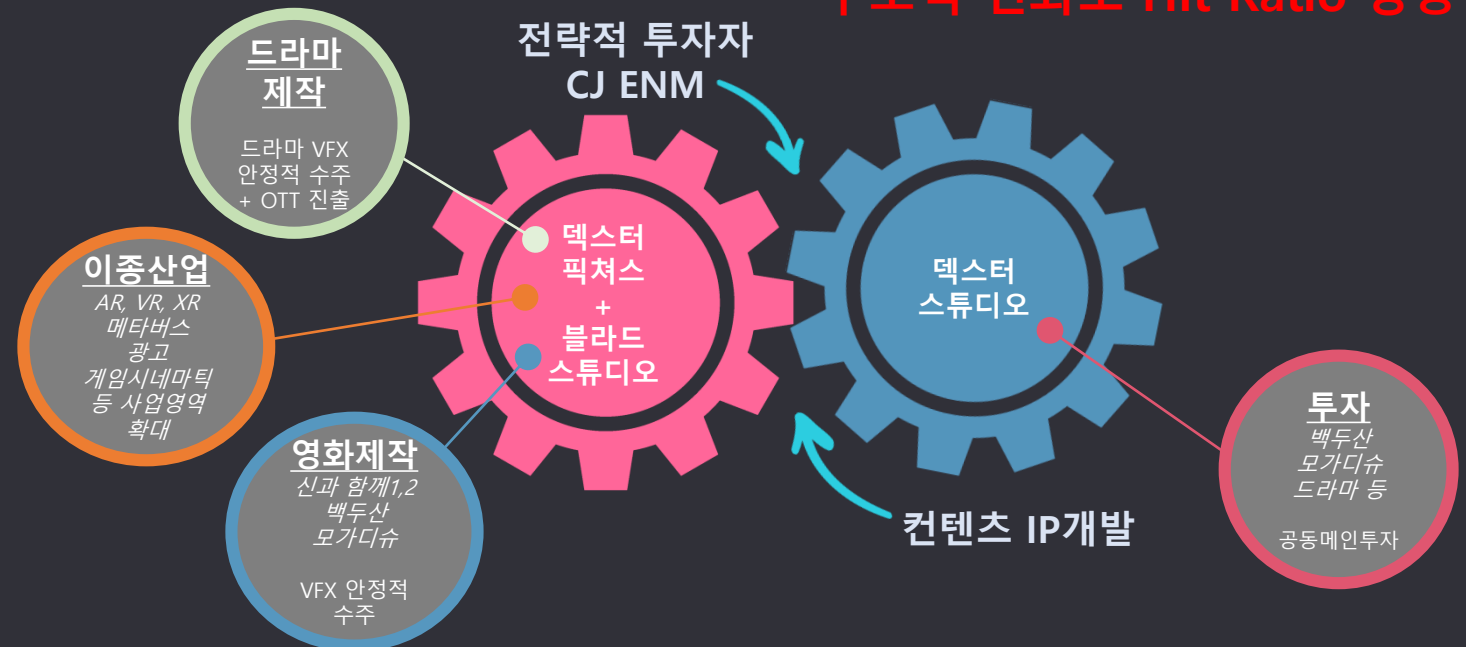 Hit Ratio
전략적 투자자
CJ ENM
드라마
제작
드라마 VFX
안정적 수주
+ OTT 진출
이종산업
AR, VR, XR
메타버스
광고
게임시네마틱
등 사업영역
확대
영화제작
신과 함께1,2
백두산
모가디슈
VFX 안정적
수주
덱스터
픽쳐스
+
블라드
스튜디오
덱스터
스튜디오
컨텐츠 IP개발
투자
백두산
모가디슈
드라마 등
공동메인투자